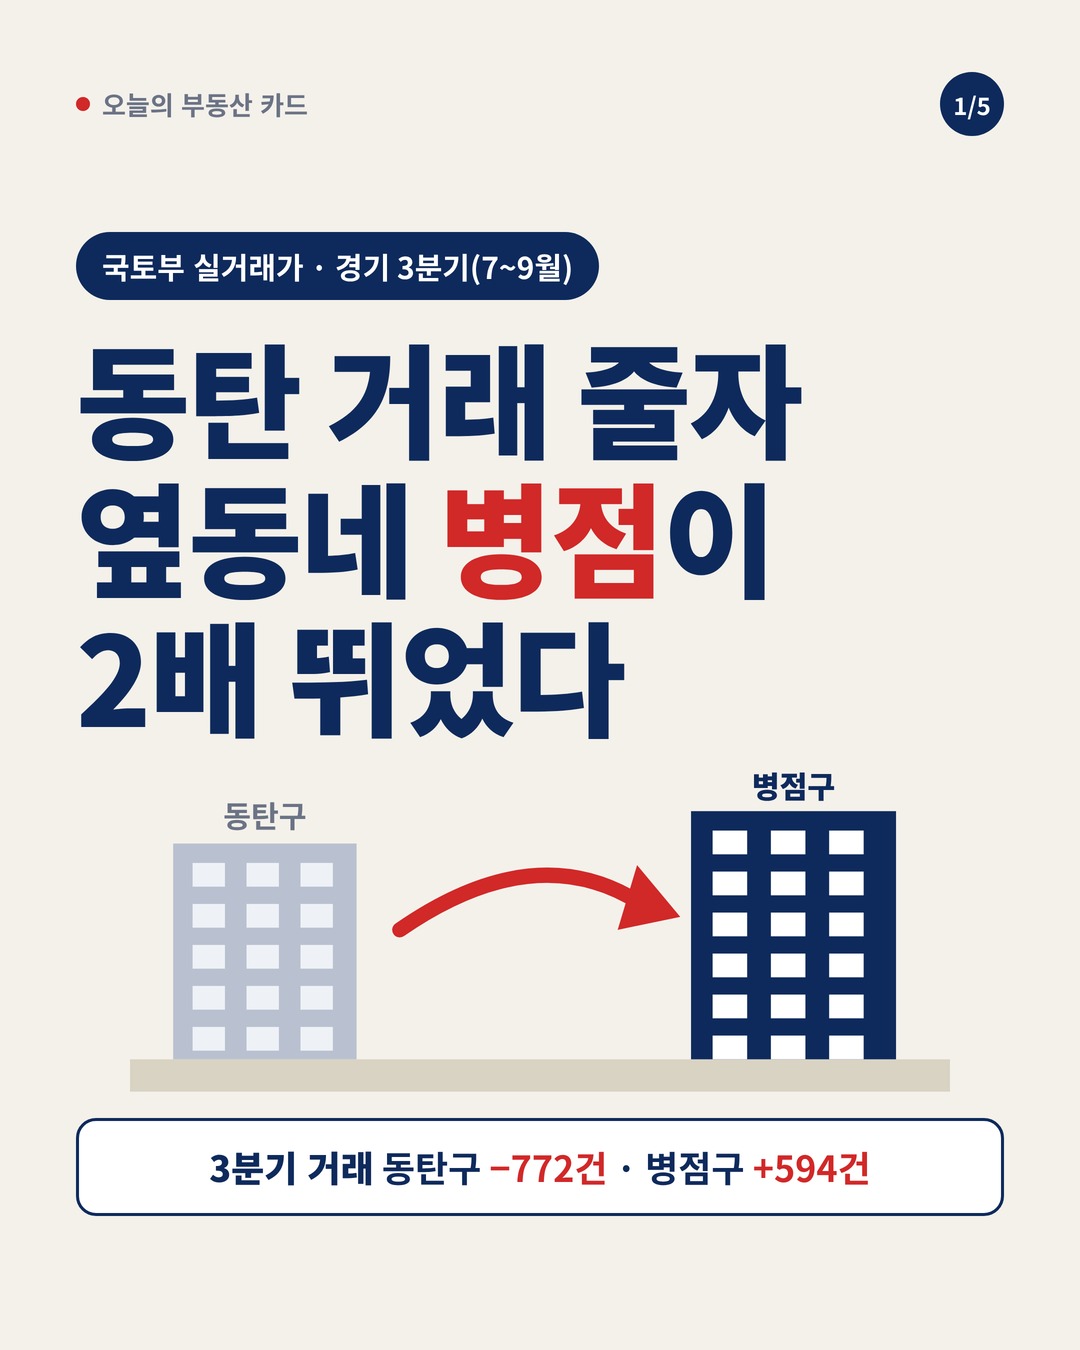 오늘의 부동산 카드
1/5
국토부 실거래가 · 경기 3분기(7~9월)
동탄 거래 줄자
옆동네 병점이
2배 뛰었다
동탄구
병점구
3분기 거래 동탄구 −772건 · 병점구 +594건